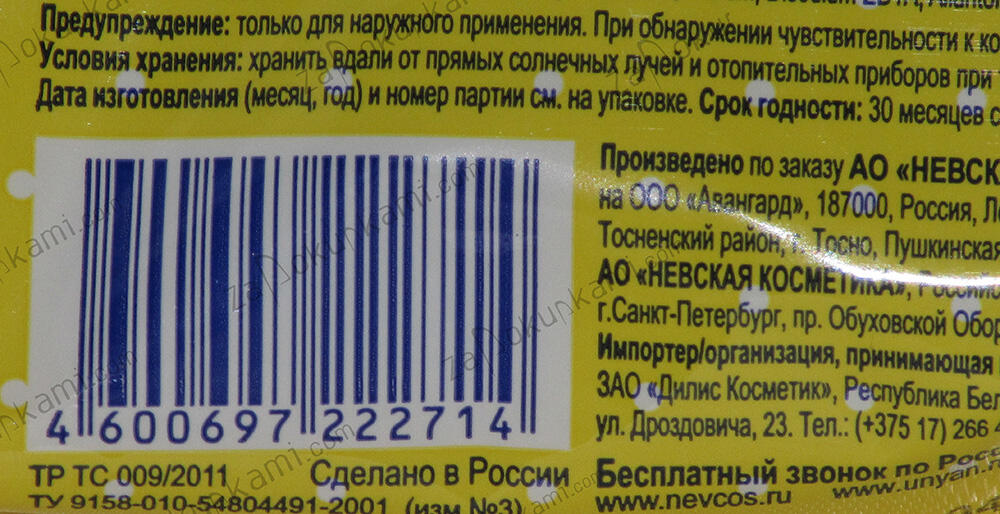 Предупреждение: только для наружного применения. При обнаружении чувствительности к ко
Условия хранения: хранить вдали от прямых солнечных лучей и отопительных приборов при
Дата изготовления (месяц, год) и номер партии см. на упаковке. Срок годности: 30 месяцев с
Произведено по заказу АО «НЕВСК
на ООО «Авангард», 187000, Россия, Л
Тосненский район, г. Тосно, Пушкинская
АО «НЕВСКАЯ КОСМЕТИКА», Россий
г.Санкт-Петербург, пр. Обуховской Обор
Импортер/организация, принимающая
ЗАО «Дилис Косметик», Республика Бел
ул. Дроздовича, 23. Тел.: (+375 17) 266 4
4 600697 222714
ТР ТС 009/2011 Сделано в России
ТУ 9158-010-54804491-2001 (изм №3)
Бесплатный звонок по Росс
www.nevcos.ru www.unyan.r
ZaPokupkami.com